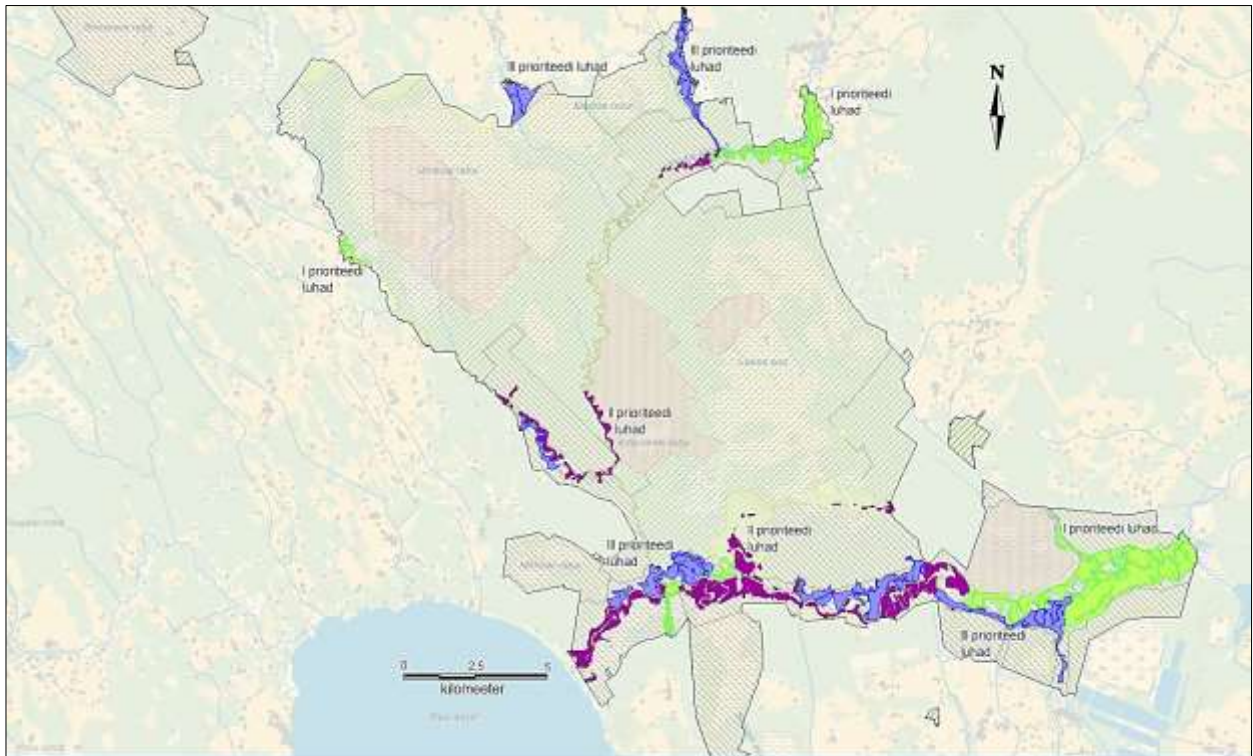 III prioriteedi luhad
III prioriteedi
luhad
N
I prioriteedi
luhad
I prioriteedi
luhad
II prioriteedi
luhad
II prioriteedi
luhad
I prioriteedi luhad
III prioriteedi
luhad
III prioriteedi
luhad
0 2.5 5
kilomeeter